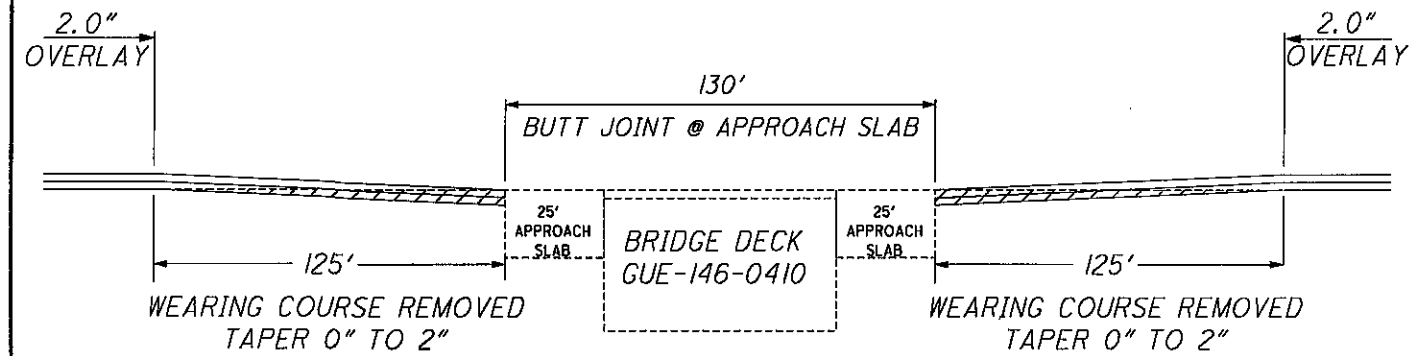 2.0"
OVERLAY
2.0"
OVERLAY
130'
BUTT JOINT @ APPROACH SLAB
25'
APPROACH
SLAB
BRIDGE DECK
GUE-146-0410
25'
APPROACH
SLAB
125'
WEARING COURSE REMOVED
TAPER 0" TO 2"
125'
WEARING COURSE REMOVED
TAPER 0" TO 2"